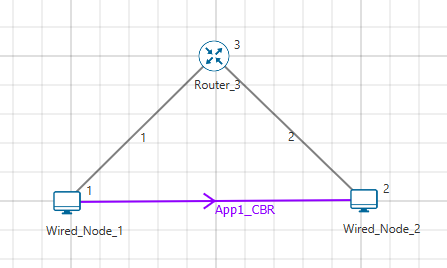 3
Router_3
1
2
1
2
App1_CBR
Wired_Node_1
Wired_Node_2